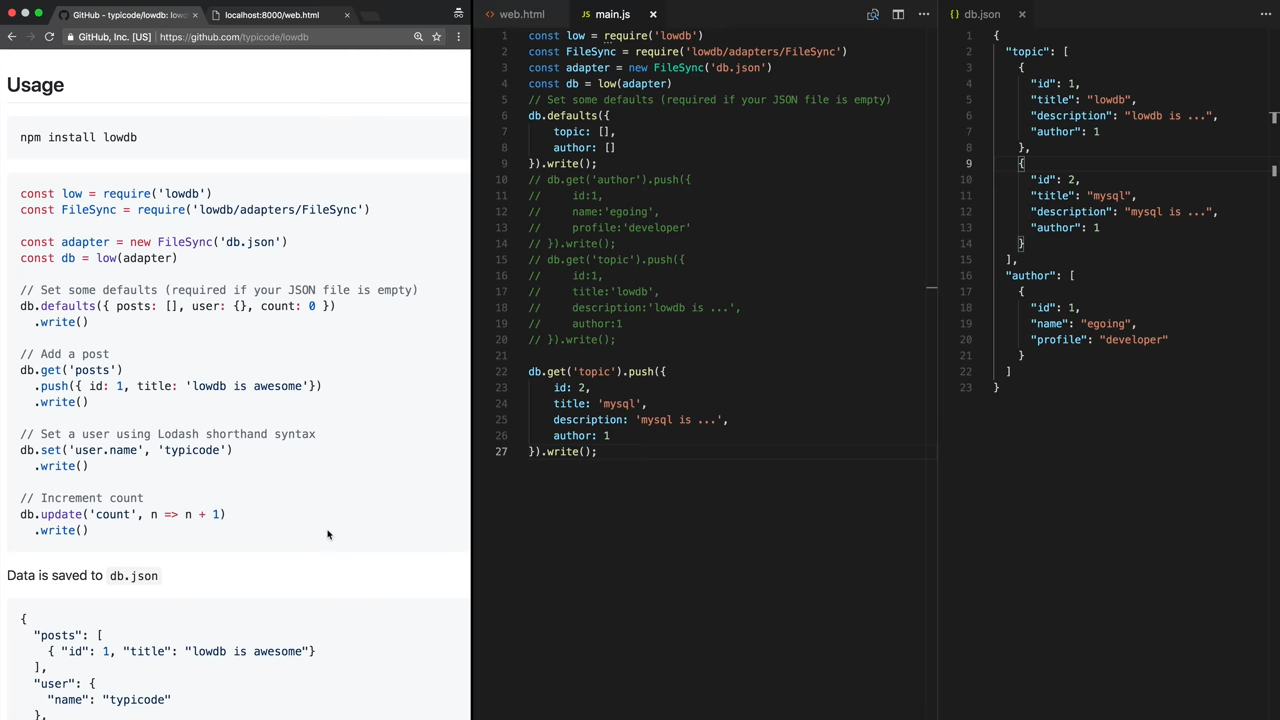 GitHub - typicode/lowdb: lowd
localhost:8000/web.html
GitHub, Inc. [US] | https://github.com/typicode/lowdb
Usage
npm install lowdb
const low = require('lowdb')
const FileSync = require('lowdb/adapters/FileSync')
const adapter = new FileSync('db.json')
const db = low(adapter)
// Set some defaults (required if your JSON file is empty)
db.defaults({ posts: [], user: {}, count: 0 })
.write()
// Add a post
db.get('posts')
.push({ id: 1, title: 'lowdb is awesome'})
.write()
// Set a user using Lodash shorthand syntax
db.set('user.name', 'typicode')
.write()
// Increment count
db.update('count', n => n + 1)
.write()
Data is saved to db.json
{
"posts": [
{ "id": 1, "title": "lowdb is awesome"}
],
"user": {
"name": "typicode"
},
<> web.html
JS main.js
1 const low = require('lowdb')
2 const FileSync = require('lowdb/adapters/FileSync')
3 const adapter = new FileSync('db.json')
4 const db = low(adapter)
5 // Set some defaults (required if your JSON file is empty)
6 db.defaults({
7 topic: [],
8 author: []
9 }).write();
10 // db.get('author').push({
11 // id:1,
12 // name:'egoing',
13 // profile:'developer'
14 // }).write();
15 // db.get('topic').push({
16 // id:1,
17 // title:'lowdb',
18 // description:'lowdb is ...',
19 // author:1
20 // }).write();
21
22 db.get('topic').push({
23 id: 2,
24 title: 'mysql',
25 description: 'mysql is ...',
26 author: 1
27 }).write();
{} db.json
1 {
2 "topic": [
3 {
4 "id": 1,
5 "title": "lowdb",
6 "description": "lowdb is ...",
7 "author": 1
8 },
9 {
10 "id": 2,
11 "title": "mysql",
12 "description": "mysql is ...",
13 "author": 1
14 }
15 ],
16 "author": [
17 {
18 "id": 1,
19 "name": "egoing",
20 "profile": "developer"
21 }
22 ]
23 }